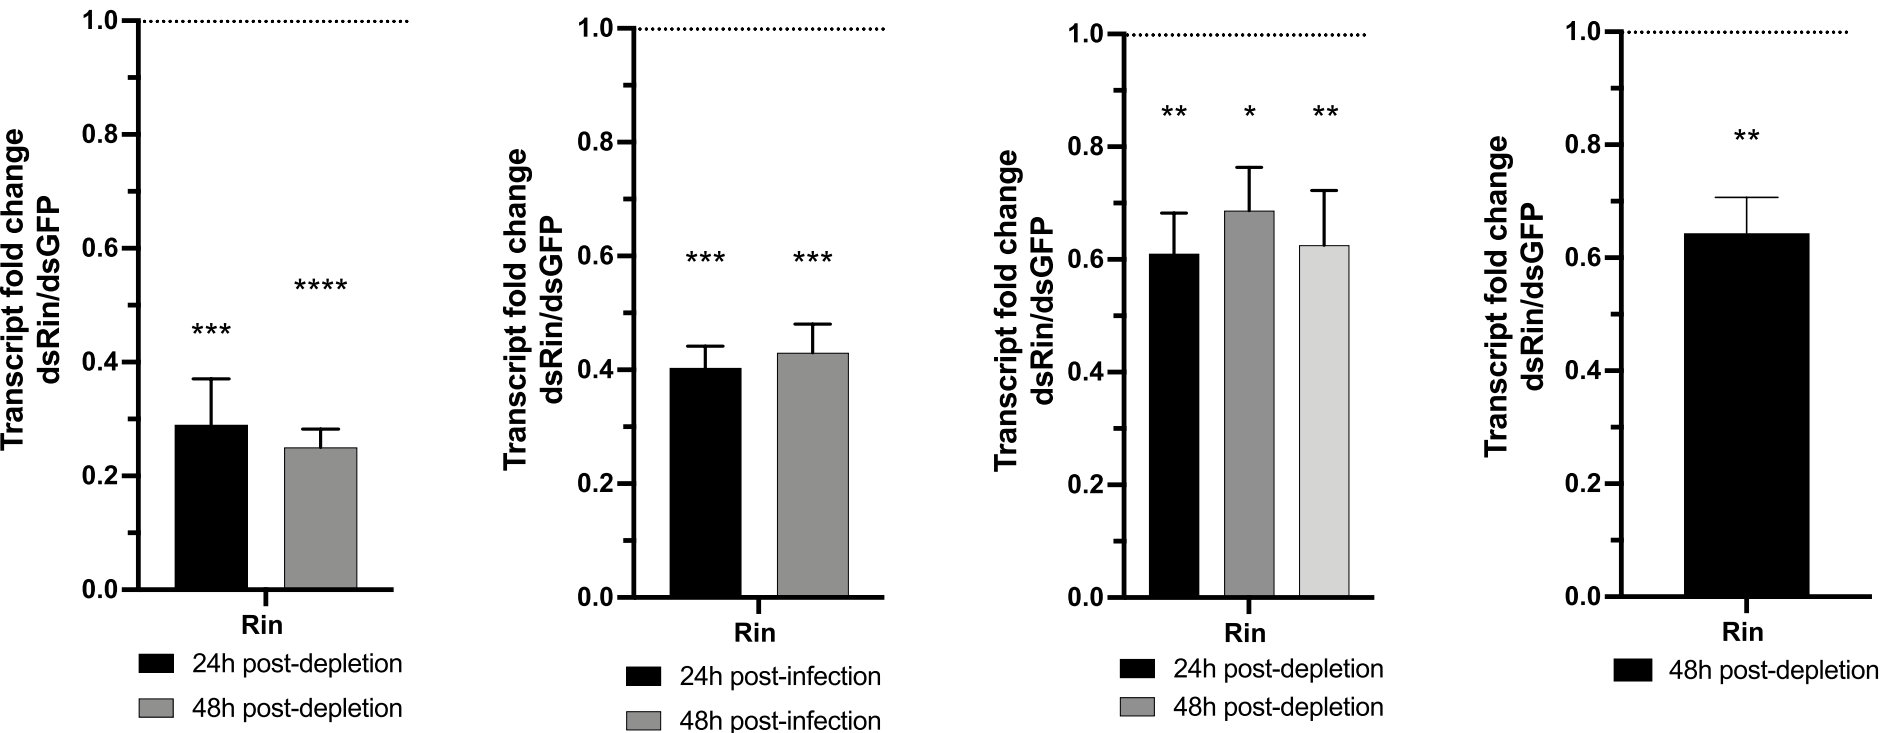 Transcript fold change
dsRin/dsGFP
1.0
0.8
0.6
0.4
0.2
0.0
***
****
Rin
24h post-depletion
48h post-depletion
Transcript fold change
dsRin/dsGFP
1.0
0.8
0.6
0.4
0.2
0.0
***
***
Rin
24h post-infection
48h post-infection
Transcript fold change
dsRin/dsGFP
1.0
0.8
0.6
0.4
0.2
0.0
**
*
**
Rin
24h post-depletion
48h post-depletion
Transcript fold change
dsRin/dsGFP
1.0
0.8
0.6
0.4
0.2
0.0
**
Rin
48h post-depletion